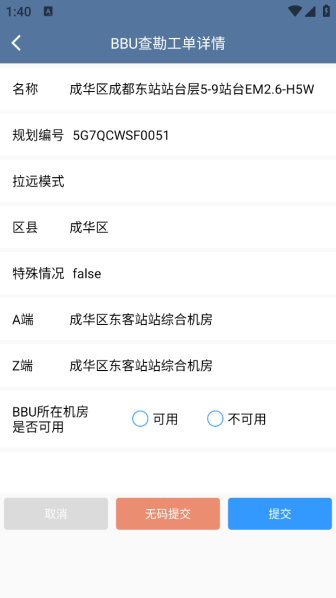 1:40 A
BBU查勘工单详情
名称 成华区成都东站站台层5-9站台EM2.6-H5W
规划编号 5G7QCWSF0051
拉远模式
区县 成华区
特殊情况 false
A端 成华区东客站站综合机房
Z端 成华区东客站站综合机房
BBU所在机房
是否可用 可用 不可用
取消 无码提交 提交